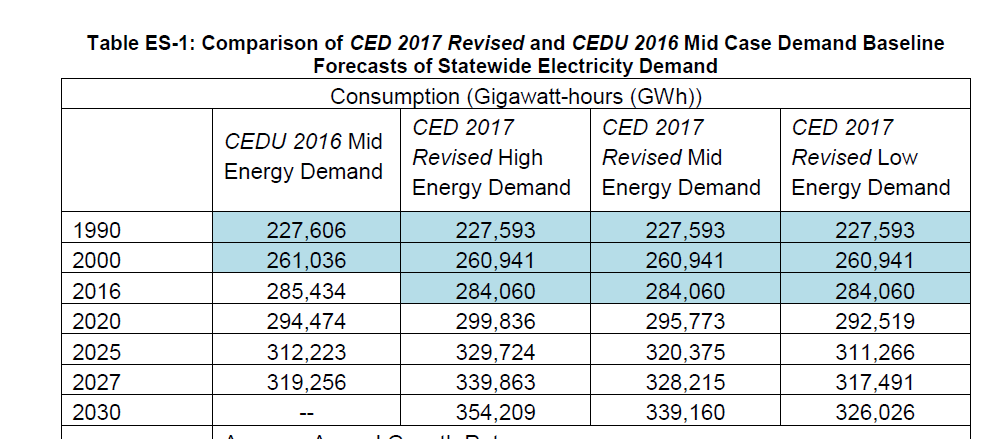 Table ES-1: Comparison of CED 2017 Revised and CEDU 2016 Mid Case Demand Baseline
Forecasts of Statewide Electricity Demand
Consumption (Gigawatt-hours (GWh))
CEDU 2016 Mid Energy Demand CED 2017 Revised High Energy Demand CED 2017 Revised Mid Energy Demand CED 2017 Revised Low Energy Demand
1990 227,606 227,593 227,593 227,593
2000 261,036 260,941 260,941 260,941
2016 285,434 284,060 284,060 284,060
2020 294,474 299,836 295,773 292,519
2025 312,223 329,724 320,375 311,266
2027 319,256 339,863 328,215 317,491
2030 -- 354,209 339,160 326,026